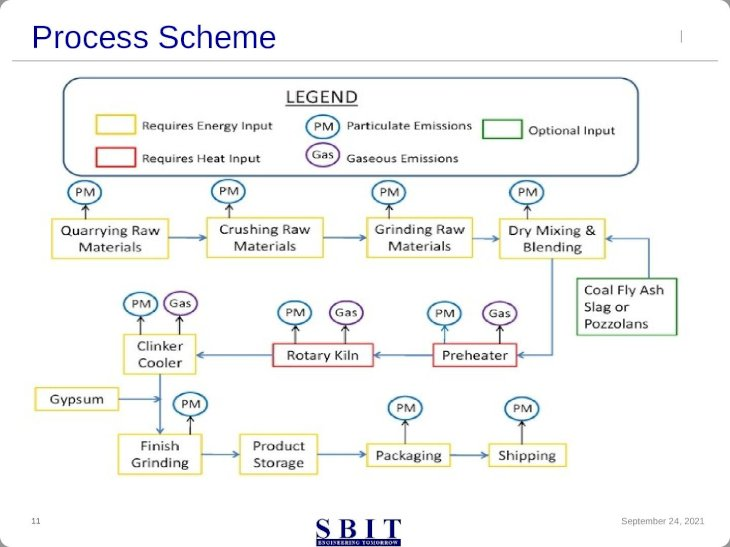 Process Scheme
LEGEND
Requires Energy Input
PM
Particulate Emissions
Optional Input
Requires Heat Input
Gas
Gaseous Emissions
PM
PM
PM
PM
Quarrying Raw
Materials
Crushing Raw
Materials
Grinding Raw
Materials
Dry Mixing &
Blending
Coal Fly Ash
Slag or
Pozzolans
PM
Gas
PM
Gas
PM
Gas
Clinker
Cooler
Rotary Kiln
Preheater
Gypsum
PM
PM
PM
Finish
Grinding
Product
Storage
Packaging
Shipping
11
SBIT
ENGINEERING TOMORROW
September 24, 2021